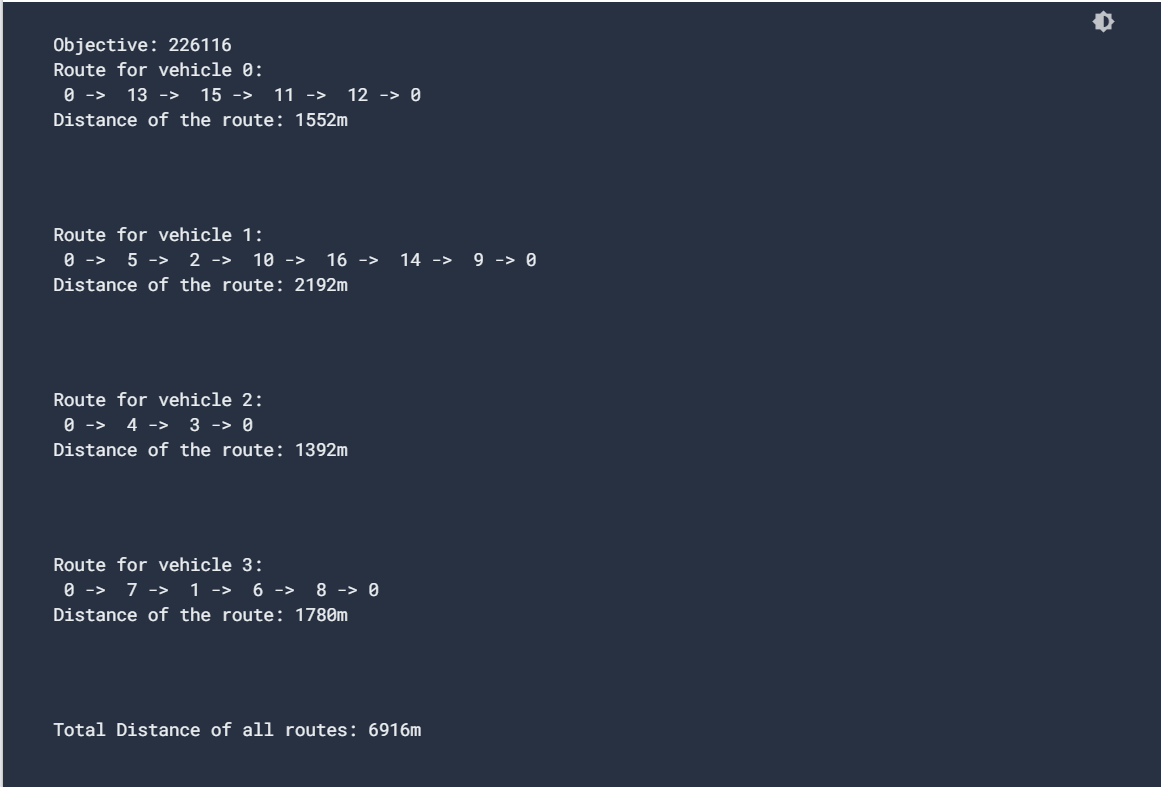 Objective: 226116
Route for vehicle 0:
 0 ->  13 ->  15 ->  11 ->  12 -> 0
Distance of the route: 1552m
Route for vehicle 1:
 0 ->  5 ->  2 ->  10 ->  16 ->  14 ->  9 -> 0
Distance of the route: 2192m
Route for vehicle 2:
 0 ->  4 ->  3 -> 0
Distance of the route: 1392m
Route for vehicle 3:
 0 ->  7 ->  1 ->  6 ->  8 -> 0
Distance of the route: 1780m
Total Distance of all routes: 6916m